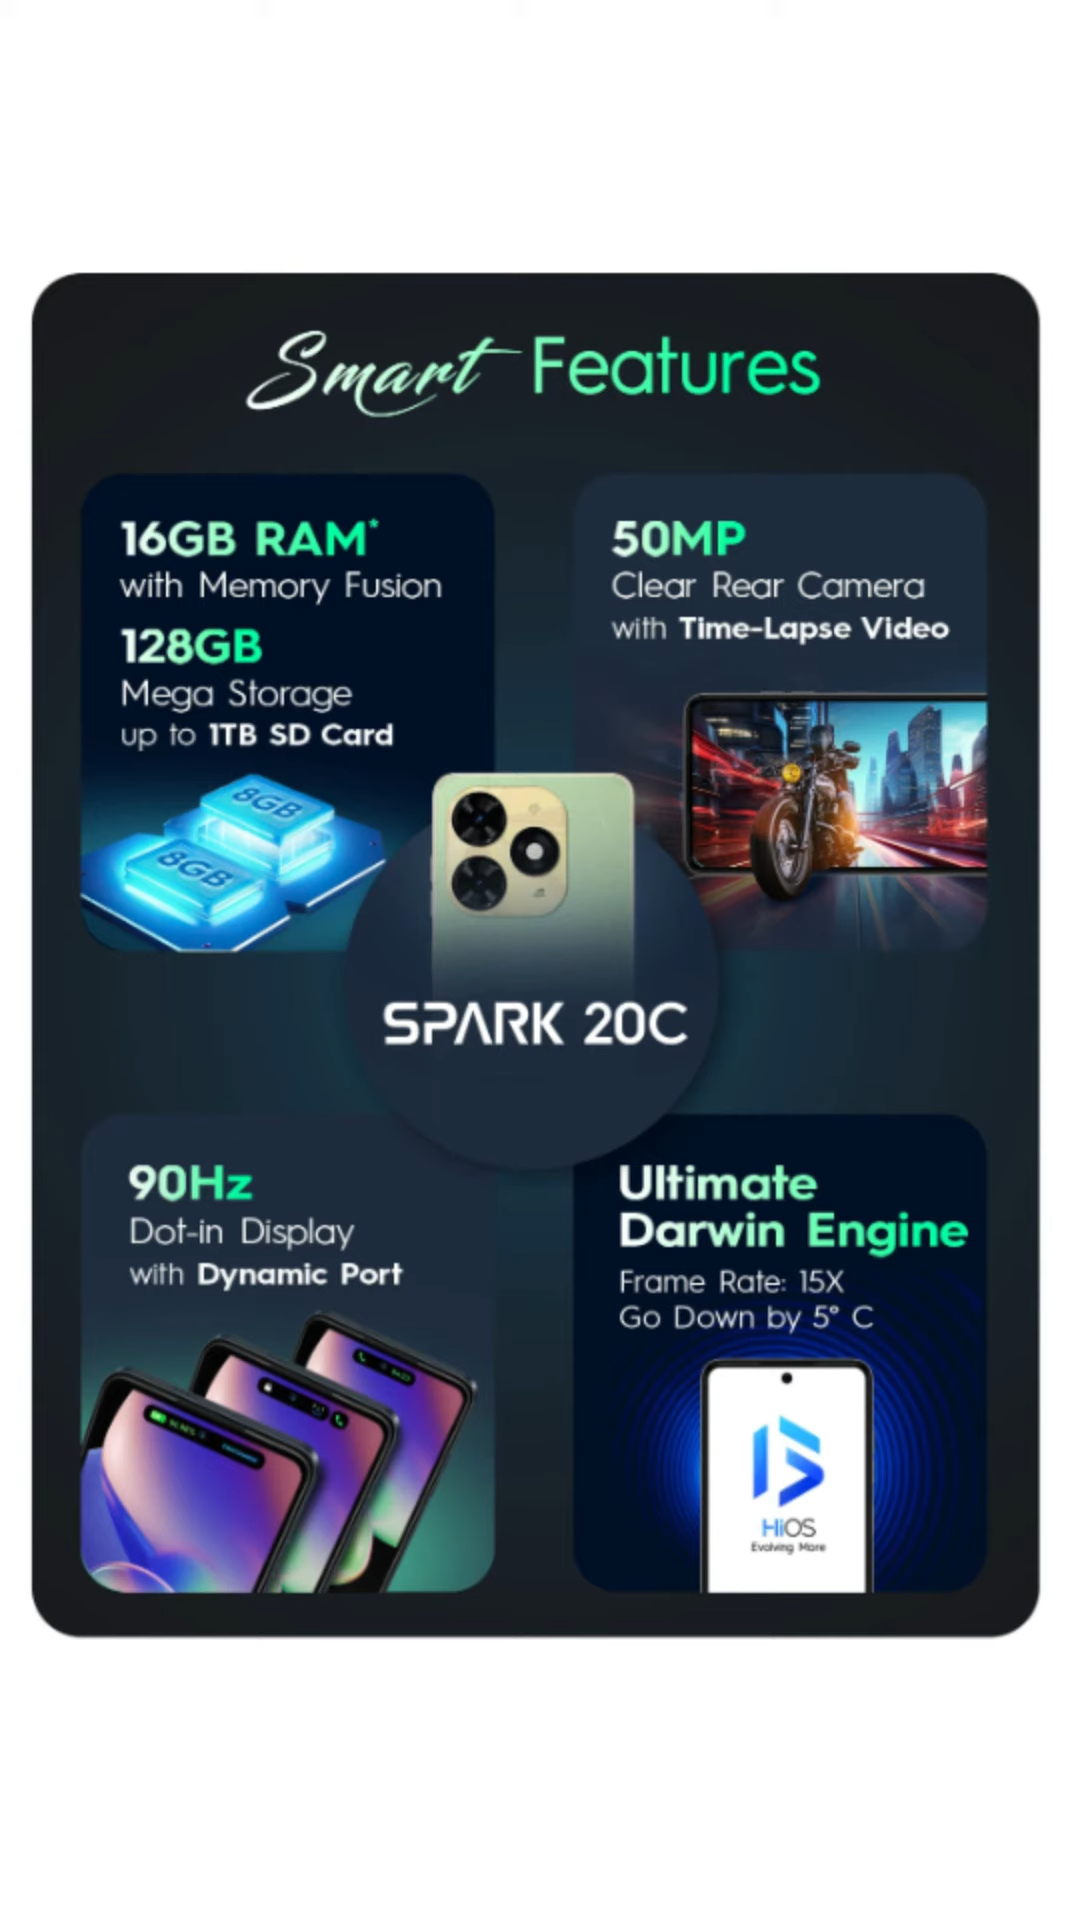 Smart Features
16GB RAM*
with Memory Fusion
128GB
Mega Storage
up to 1TB SD Card
8GB
8GB
50MP
Clear Rear Camera
with Time-Lapse Video
SPARK 20C
90Hz
Dot-in Display
with Dynamic Port
Ultimate
Darwin Engine
Frame Rate: 15X
Go Down by 5° C
HiOS
Evolving More